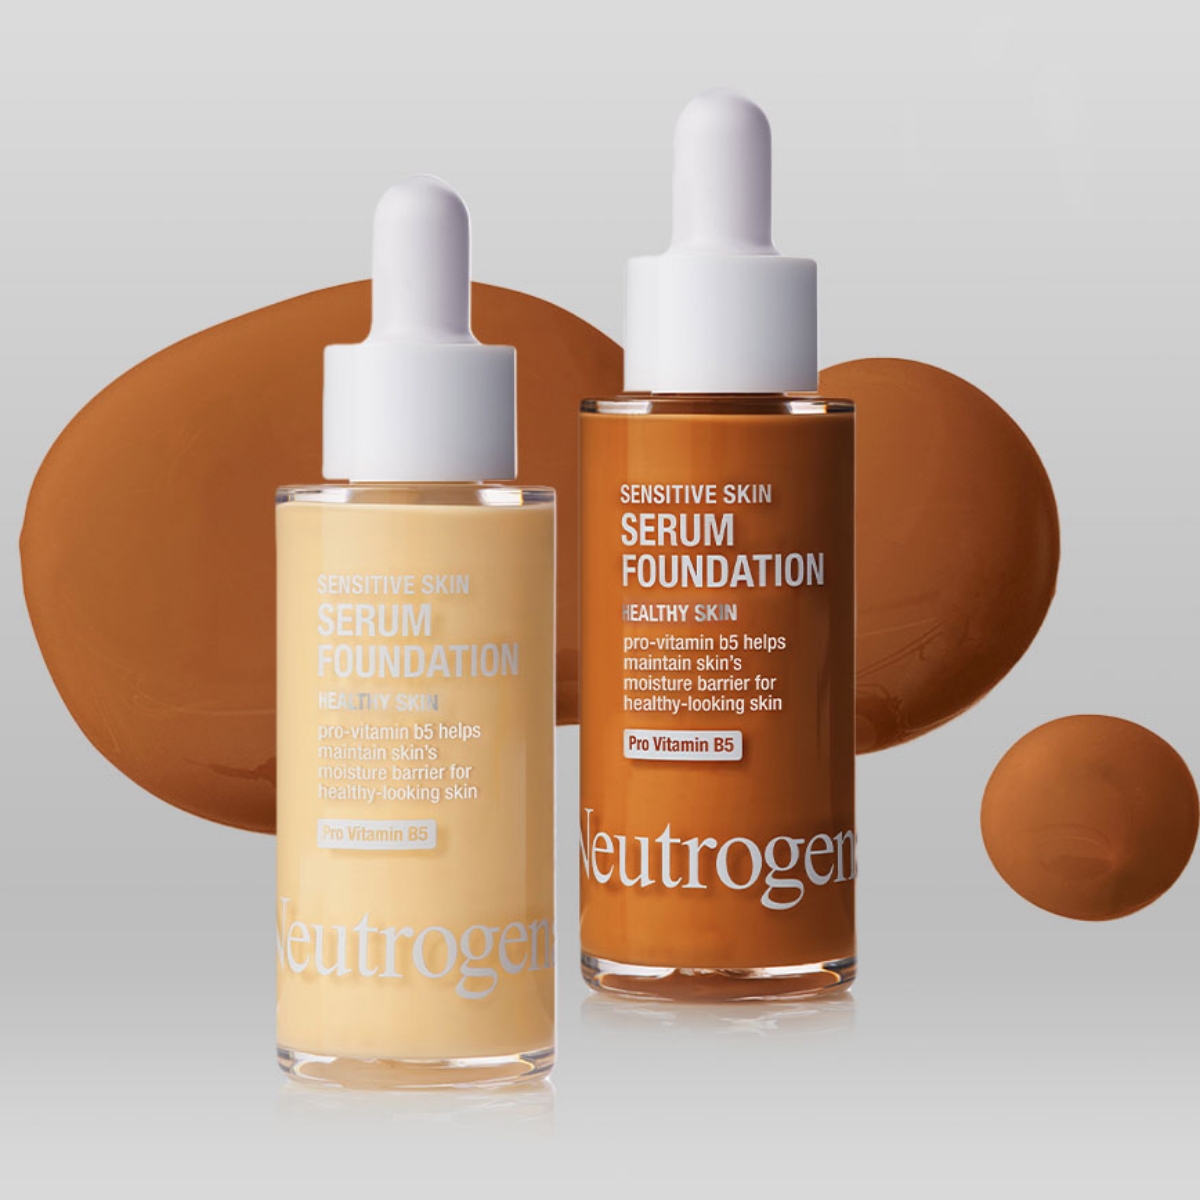 SENSITIVE SKIN
SERUM
FOUNDATION
HEALTHY SKIN
pro-vitamin b5 helps
maintain skin's
moisture barrier for
healthy-looking skin
Pro Vitamin B5
Neutrogena
SENSITIVE SKIN
SERUM
FOUNDATION
HEALTHY SKIN
pro-vitamin b5 helps
maintain skin's
moisture barrier for
healthy-looking skin
Pro Vitamin B5
Neutrogena